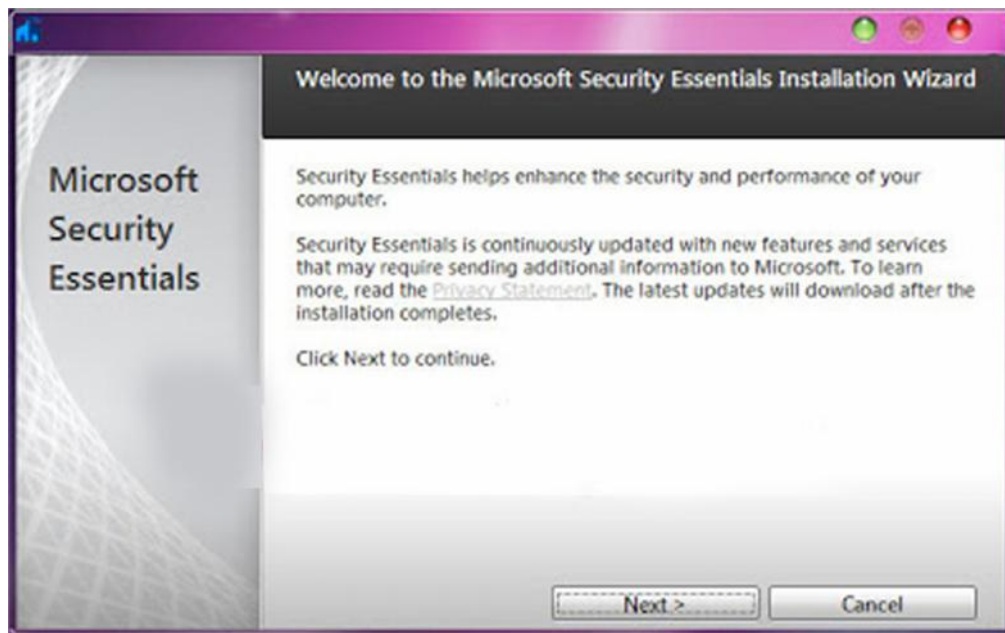 Welcome to the Microsoft Security Essentials Installation Wizard
Microsoft
Security
Essentials
Security Essentials helps enhance the security and performance of your
computer.
Security Essentials is continuously updated with new features and services
that may require sending additional information to Microsoft. To learn
more, read the Privacy Statement. The latest updates will download after the
installation completes.
Click Next to continue.
Next >
Cancel